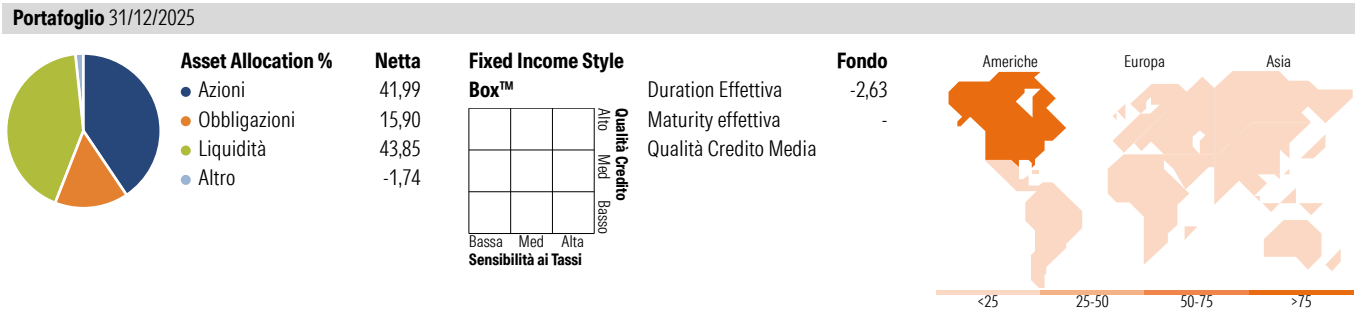 Portafoglio 31/12/2025
Asset Allocation % Netta
Azioni 41,99
Obbligazioni 15,90
Liquidità 43,85
Altro -1,74
Fixed Income Style
Box™
Alto Med Basso
Qualità Credito
Bassa Med Alta
Sensibilità ai Tassi
Fondo
Duration Effettiva -2,63
Maturity effettiva -
Qualità Credito Media
Americhe Europa Asia
<25 25-50 50-75 >75